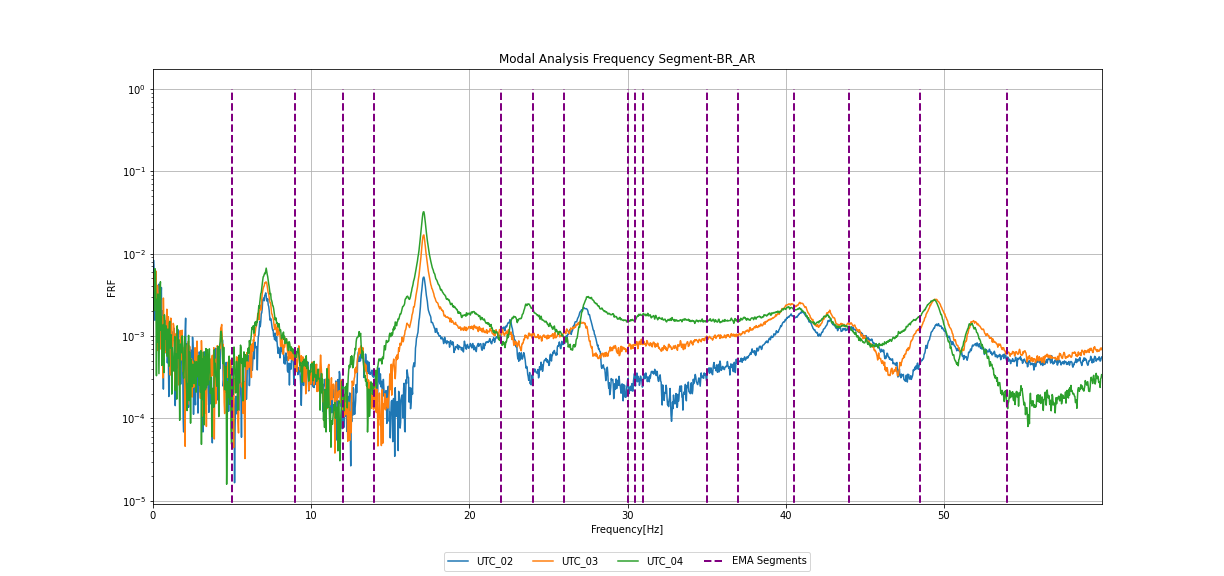 Modal Analysis Frequency Segment-BR_AR
10⁰
10⁻¹
10⁻²
10⁻³
10⁻⁴
10⁻⁵
FRF
0 10 20 30 40 50
Frequency[Hz]
UTC_02 UTC_03 UTC_04 EMA Segments